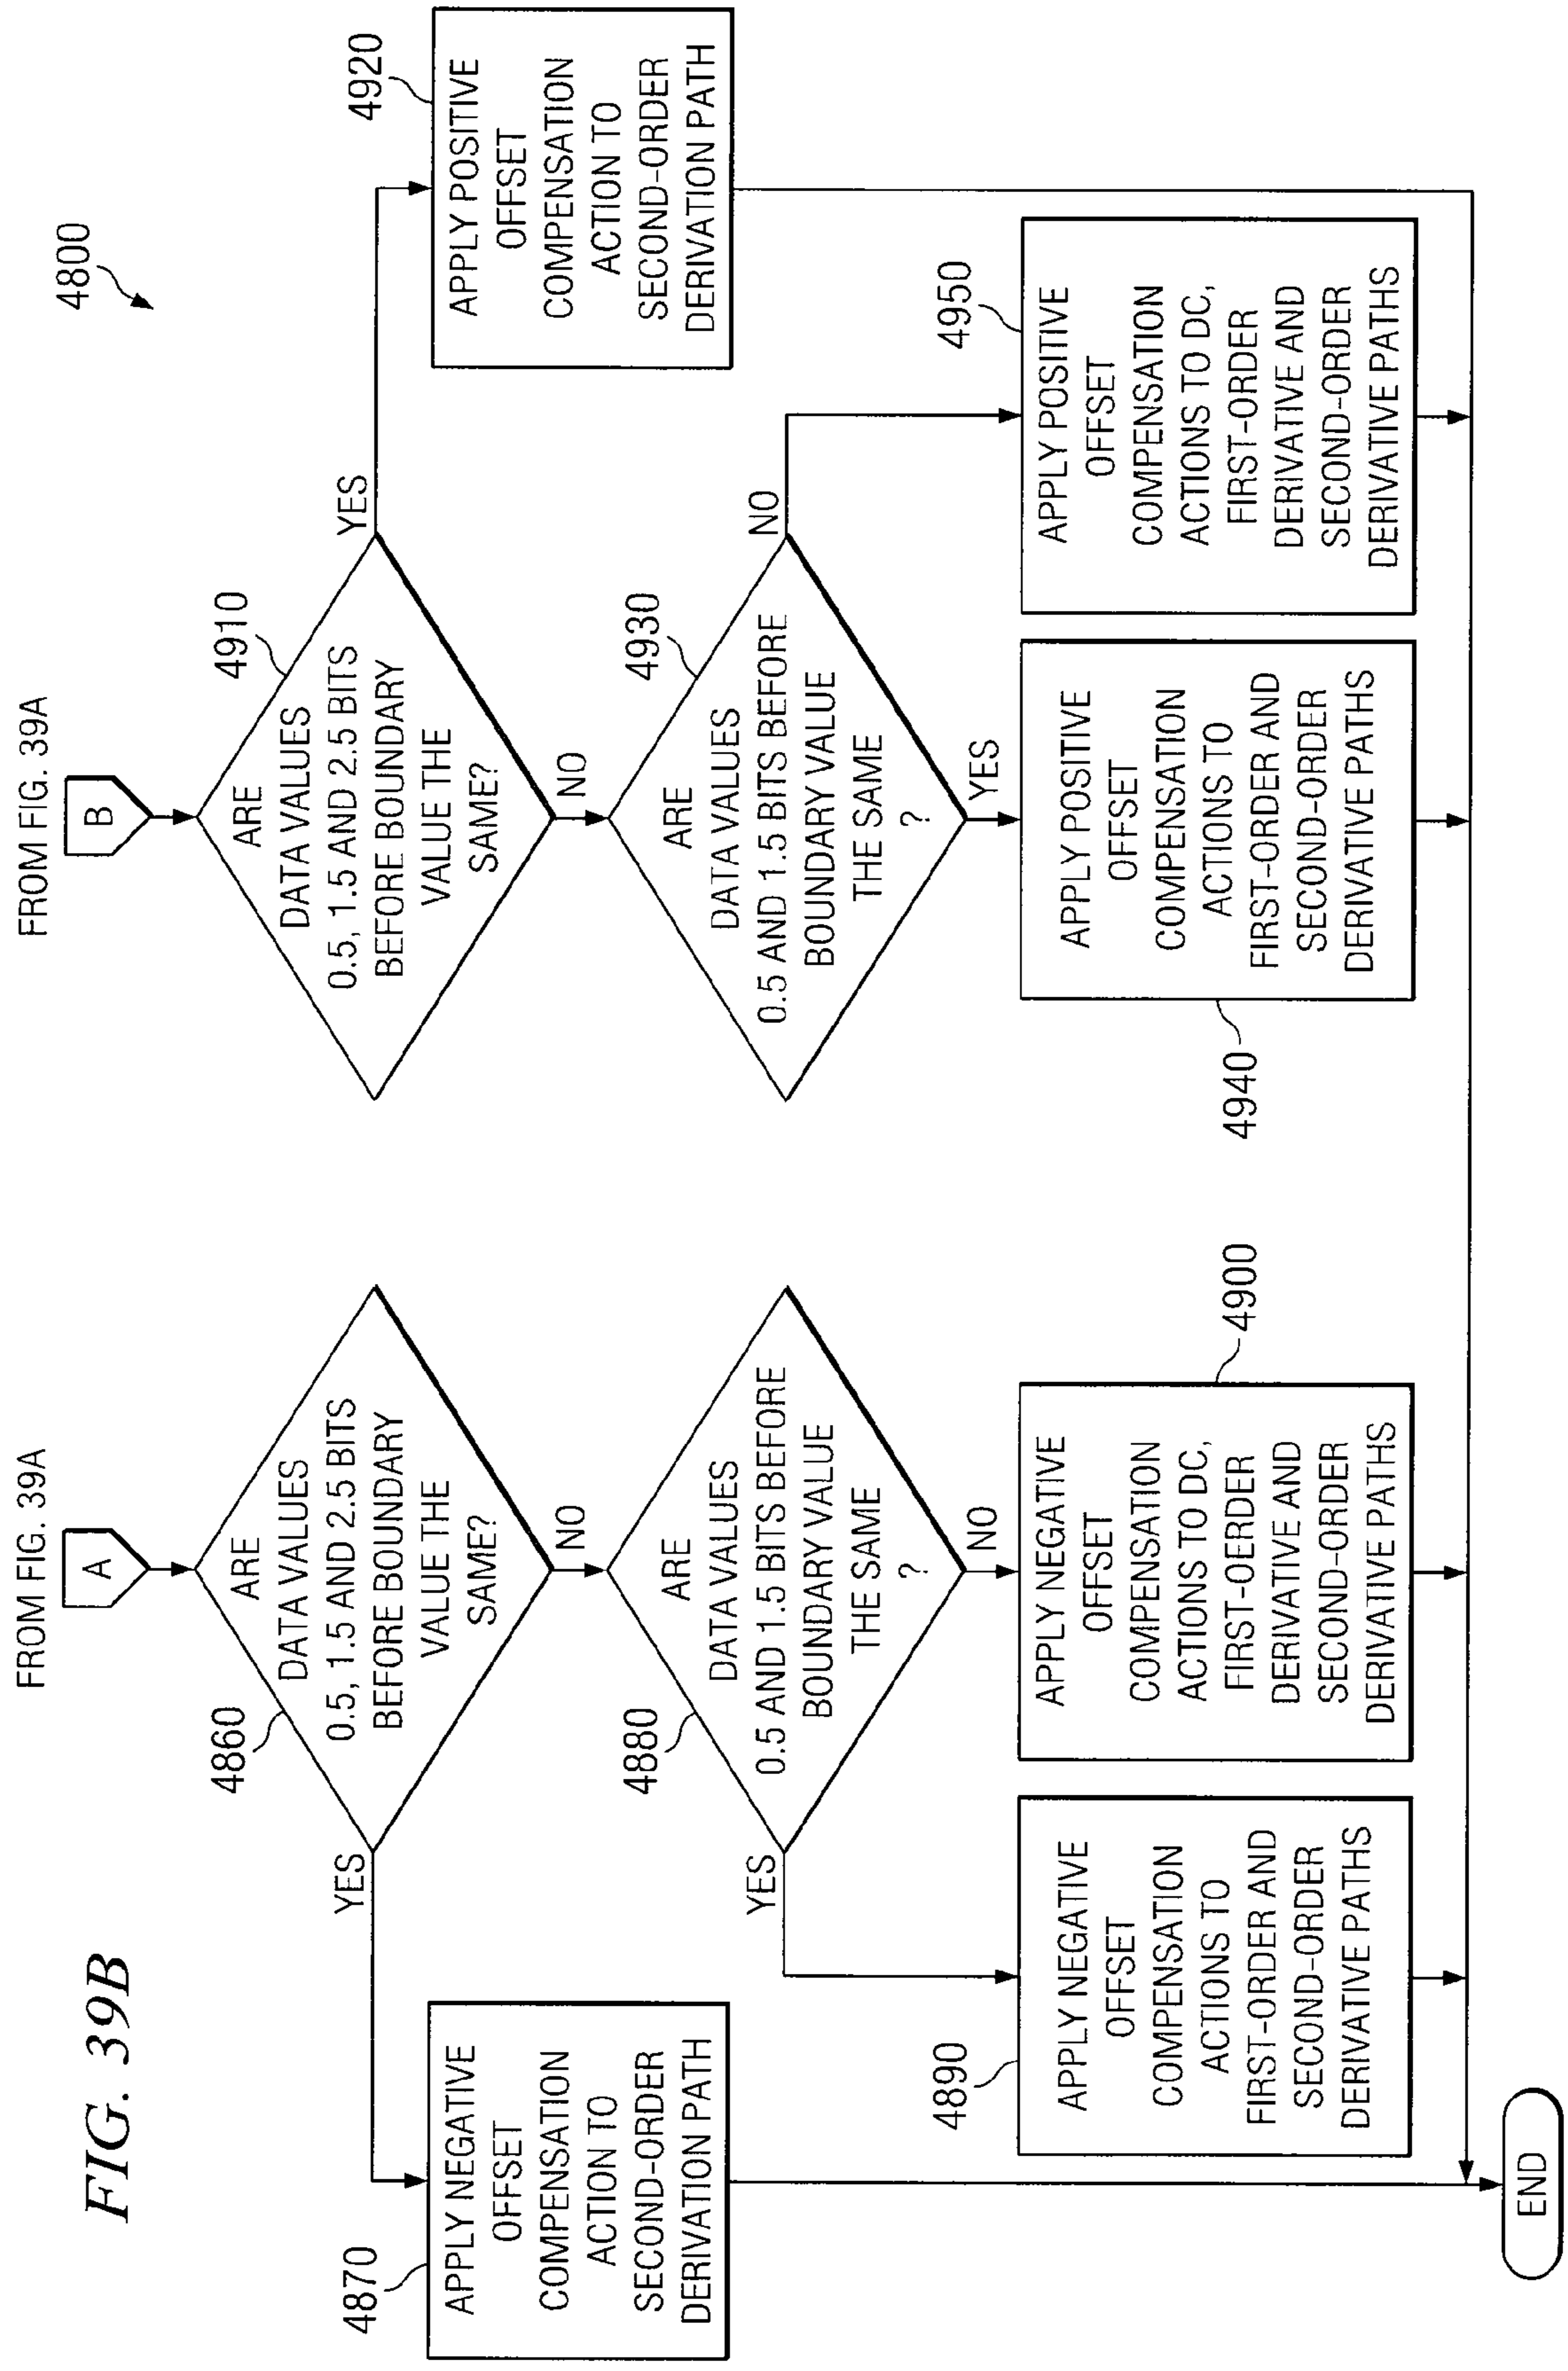 FIG. 39B
FROM FIG. 39A
A
FROM FIG. 39A
B
4800
4860
ARE
DATA VALUES
0.5, 1.5 AND 2.5 BITS
BEFORE BOUNDARY
VALUE THE
SAME?
YES
NO
4870
APPLY NEGATIVE
OFFSET
COMPENSATION
ACTION TO
SECOND-ORDER
DERIVATION PATH
4880
ARE
DATA VALUES
0.5 AND 1.5 BITS BEFORE
BOUNDARY VALUE
THE SAME
?
YES
NO
4890
APPLY NEGATIVE
OFFSET
COMPENSATION
ACTIONS TO
FIRST-ORDER AND
SECOND-ORDER
DERIVATIVE PATHS
4900
APPLY NEGATIVE
OFFSET
COMPENSATION
ACTIONS TO DC,
FIRST-OERDER
DERIVATIVE AND
SECOND-ORDER
DERIVATIVE PATHS
4910
ARE
DATA VALUES
0.5, 1.5 AND 2.5 BITS
BEFORE BOUNDARY
VALUE THE
SAME?
YES
NO
4920
APPLY POSITIVE
OFFSET
COMPENSATION
ACTION TO
SECOND-ORDER
DERIVATION PATH
4930
ARE
DATA VALUES
0.5 AND 1.5 BITS BEFORE
BOUNDARY VALUE
THE SAME
?
NO
YES
4940
APPLY POSITIVE
OFFSET
COMPENSATION
ACTIONS TO
FIRST-ORDER AND
SECOND-ORDER
DERIVATIVE PATHS
4950
APPLY POSITIVE
OFFSET
COMPENSATION
ACTIONS TO DC,
FIRST-ORDER
DERIVATIVE AND
SECOND-ORDER
DERIVATIVE PATHS
END